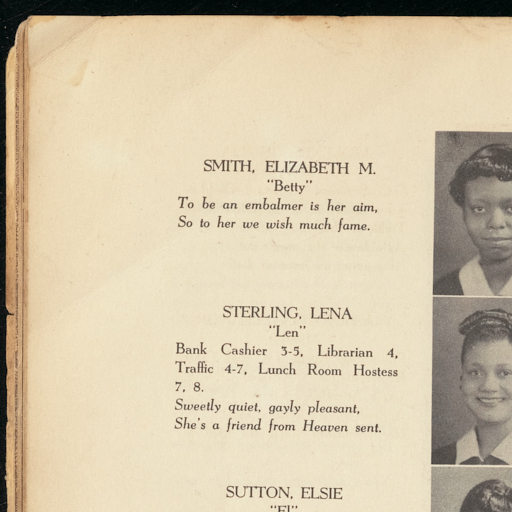 SMITH, ELIZABETH M.
"Betty"
To be an embalmer is her aim,
So to her we wish much fame.
STERLING, LENA
"Len"
Bank Cashier 3-5, Librarian 4,
Traffic 4-7, Lunch Room Hostess
7, 8.
Sweetly quiet, gayly pleasant,
She's a friend from Heaven sent.
SUTTON, ELSIE
"El"